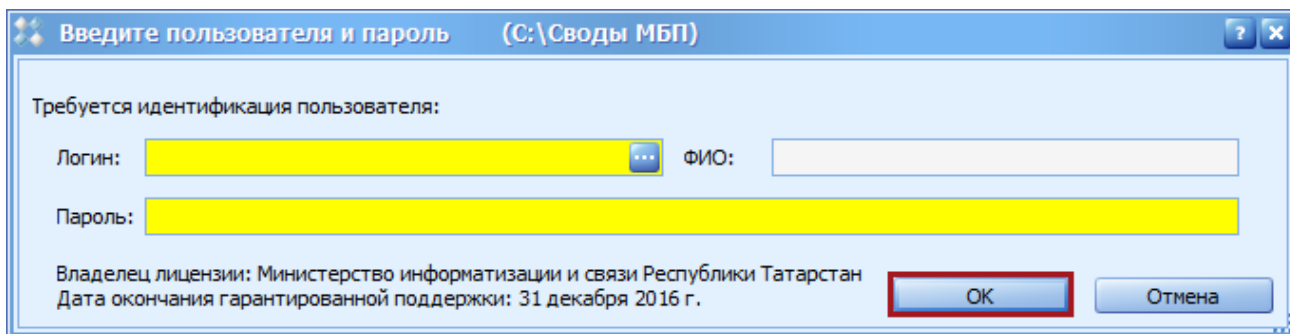 Введите пользователя и пароль (C:\Своды МБП)
Требуется идентификация пользователя:
Логин: ... ФИО:
Пароль:
Владелец лицензии: Министерство информатизации и связи Республики Татарстан
Дата окончания гарантированной поддержки: 31 декабря 2016 г.
OK Отмена